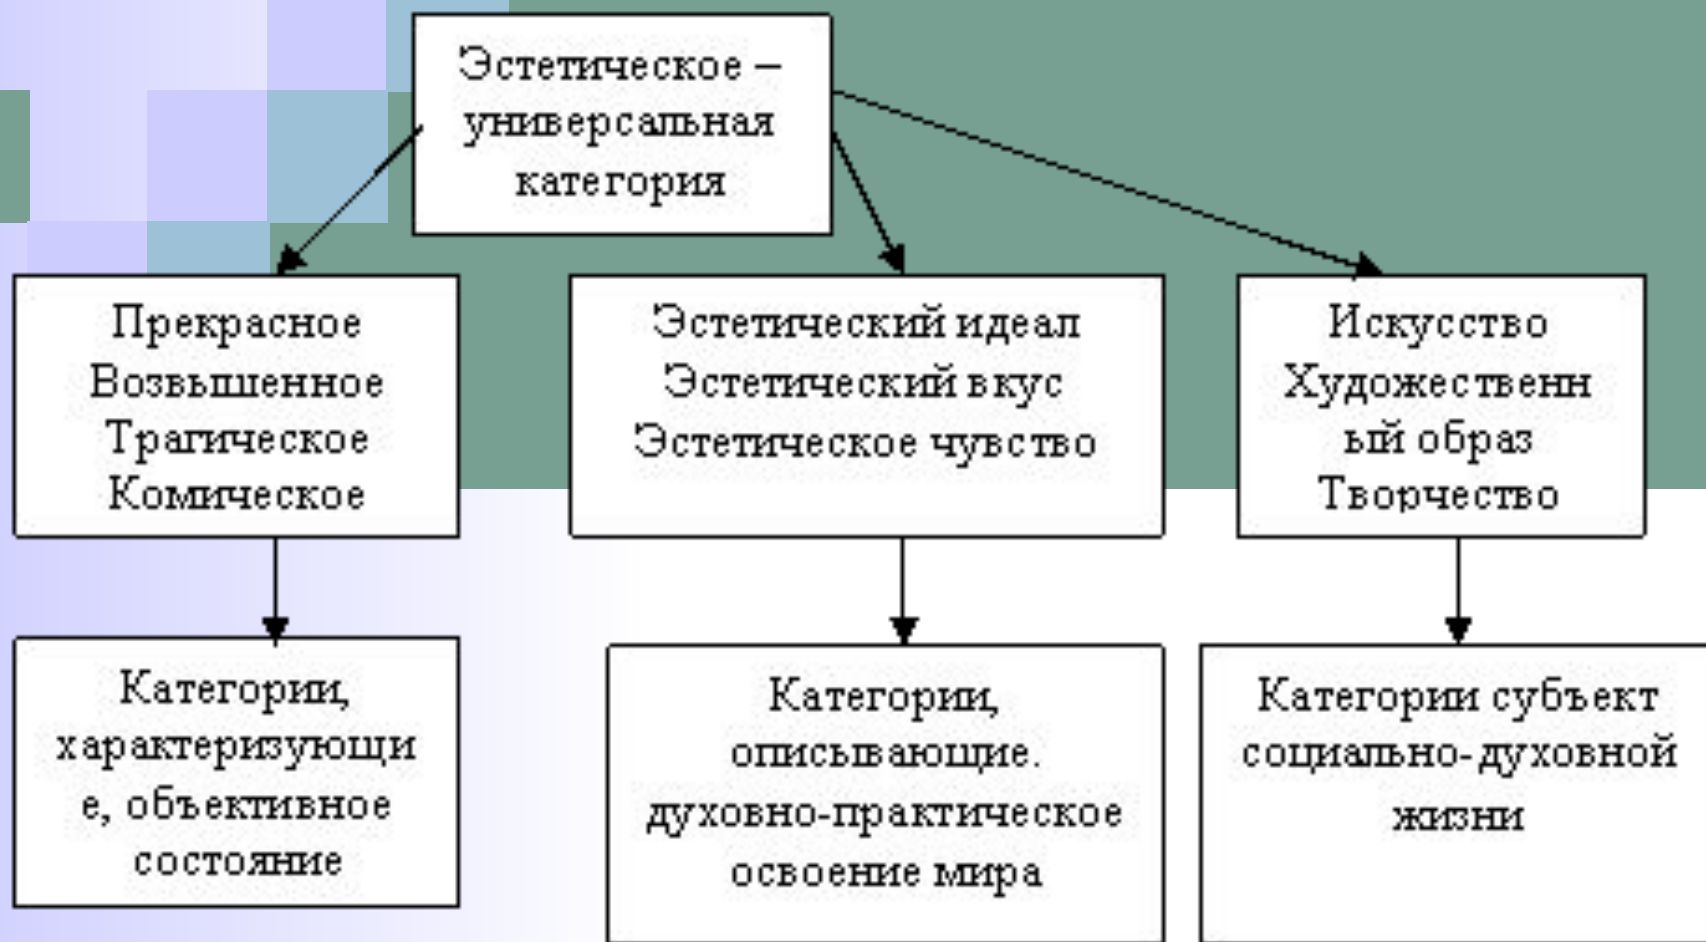 Эстетическое –
универсальная
категория
Прекрасное
Возвышенное
Трагическое
Комическое
Эстетический идеал
Эстетический вкус
Эстетическое чувство
Искусство
Художественн
ый образ
Творчество
Категории,
характеризующи
е, объективное
состояние
Категории,
описывающие.
духовно-практическое
освоение мира
Категории субъект
социально-духовной
жизни